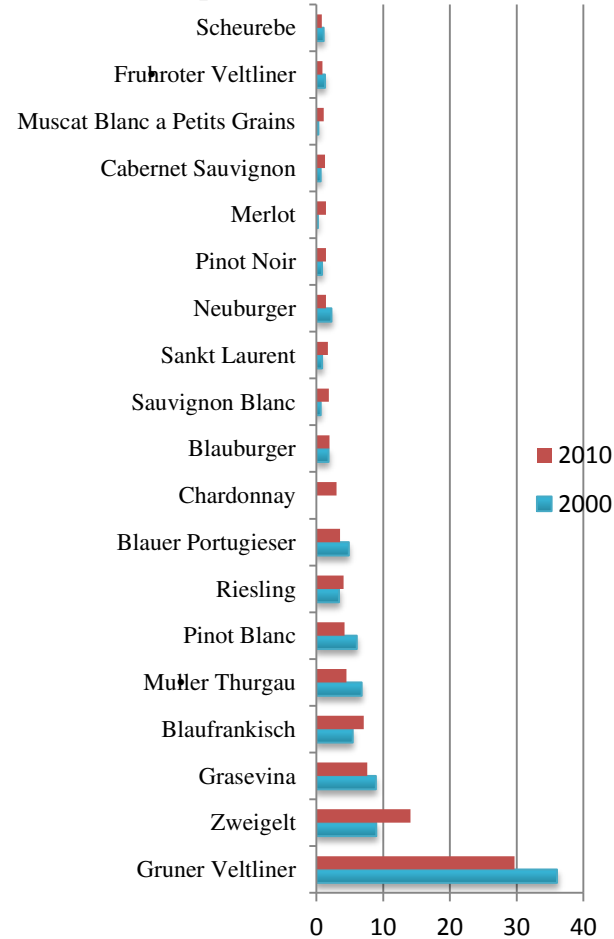 Scheurebe
Fruhroter Veltliner
Muscat Blanc a Petits Grains
Cabernet Sauvignon
Merlot
Pinot Noir
Neuburger
Sankt Laurent
Sauvignon Blanc
Blauburger
2010
Chardonnay
2000
Blauer Portugieser
Riesling
Pinot Blanc
Muller Thurgau
Blaufrankisch
Grasevina
Zweigelt
Gruner Veltliner
0 10 20 30 40